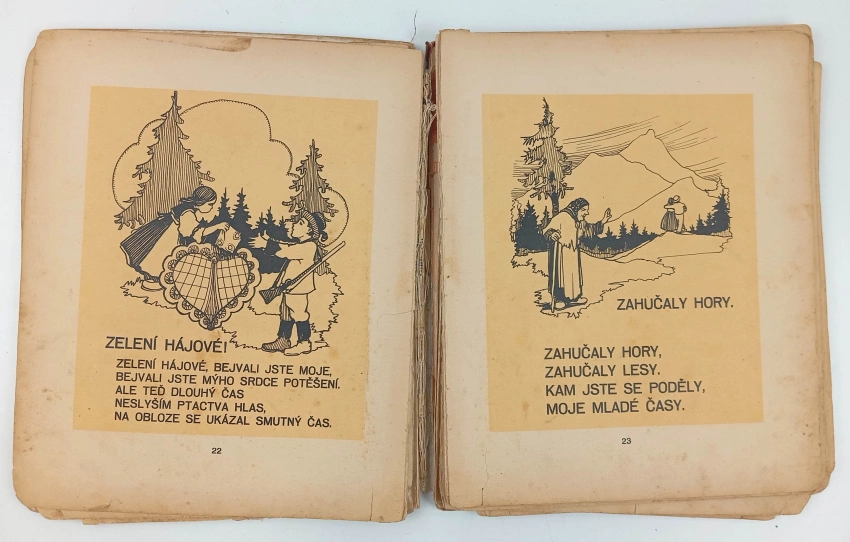 ZELENÍ HÁJOVÉ!
ZELENÍ HÁJOVÉ, BEJVALI JSTE MOJE,
BEJVALI JSTE MÝHO SRDCE POTĚŠENÍ.
ALE TEĎ DLOUHÝ ČAS
NESLYŠÍM PTACTVA HLAS,
NA OBLOZE SE UKÁZAL SMUTNÝ ČAS.
22
ZAHUČALY HORY.
ZAHUČALY HORY,
ZAHUČALY LESY.
KAM JSTE SE PODĚLY,
MOJE MLADÉ ČASY.
23